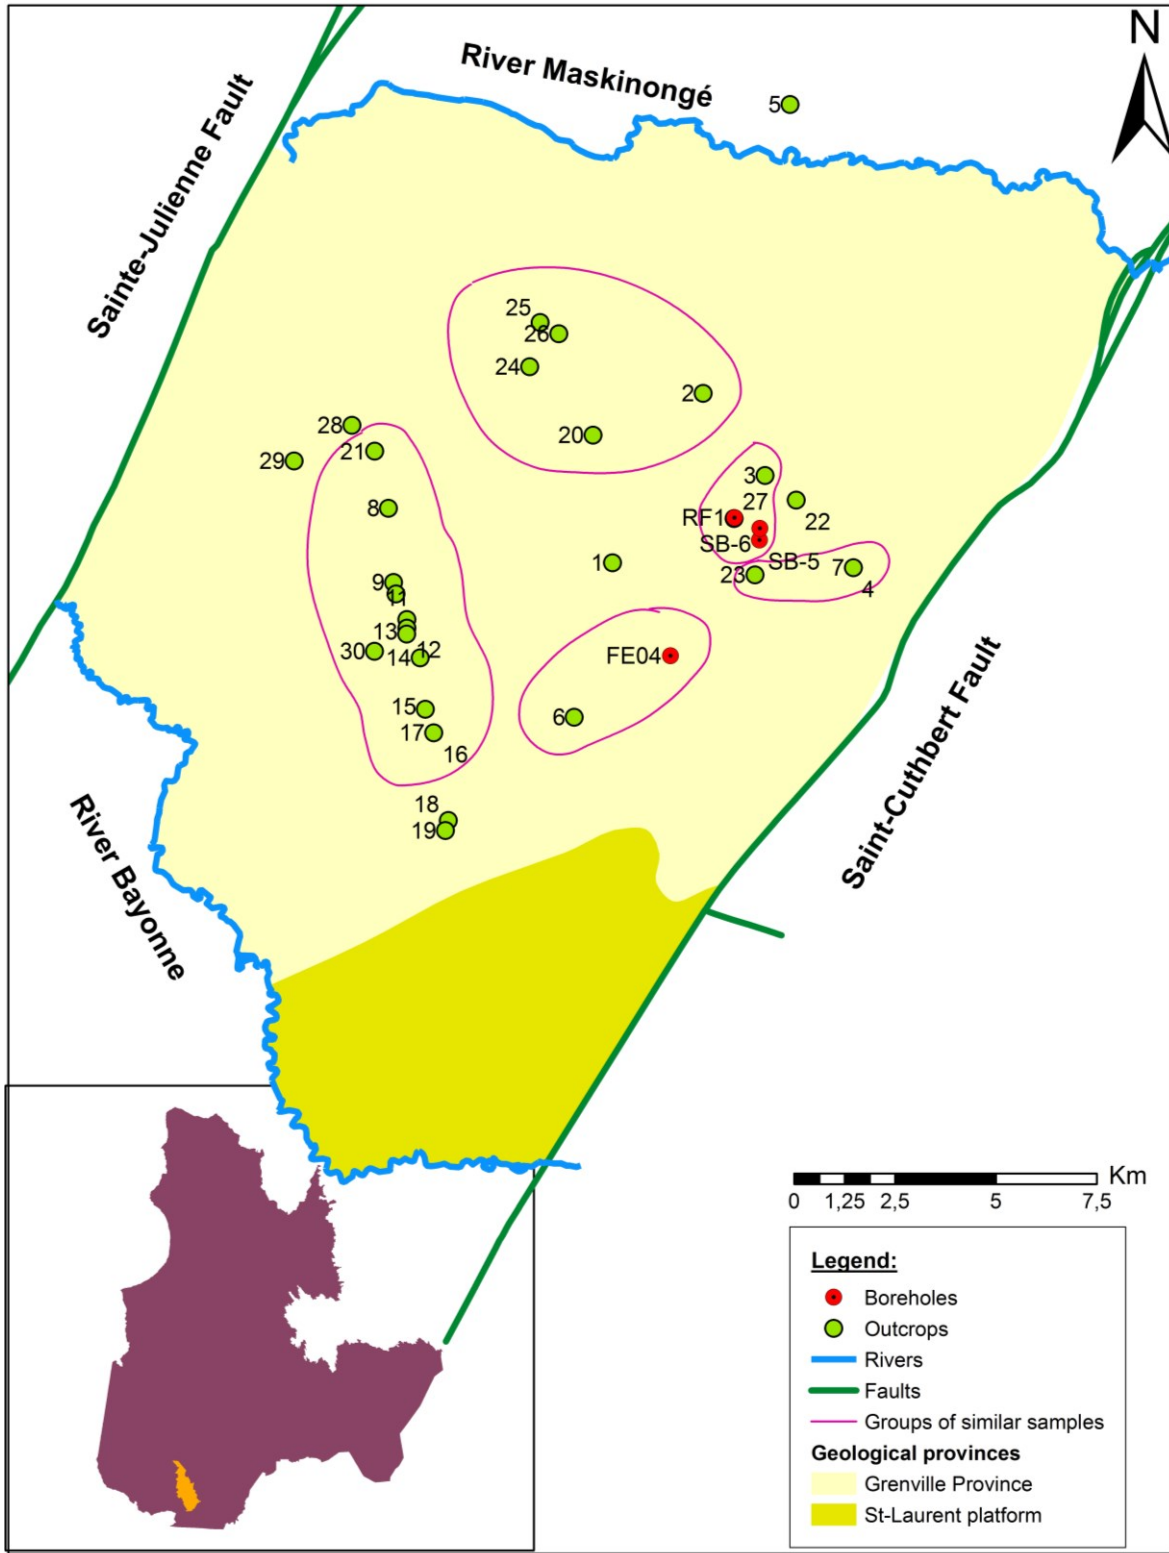 N
River Maskinongé
5
Sainte-Julienne Fault
25
26
24
2
20
28
21
29
3
8
27
RF1
22
SB-6
1
SB-5
23
7
4
9
11
13
12
30
14
FE04
15
6
17
16
18
19
Saint-Cuthbert Fault
River Bayonne
Km
0 1,25 2,5 5 7,5
Legend:
Boreholes
Outcrops
Rivers
Faults
Groups of similar samples
Geological provinces
Grenville Province
St-Laurent platform